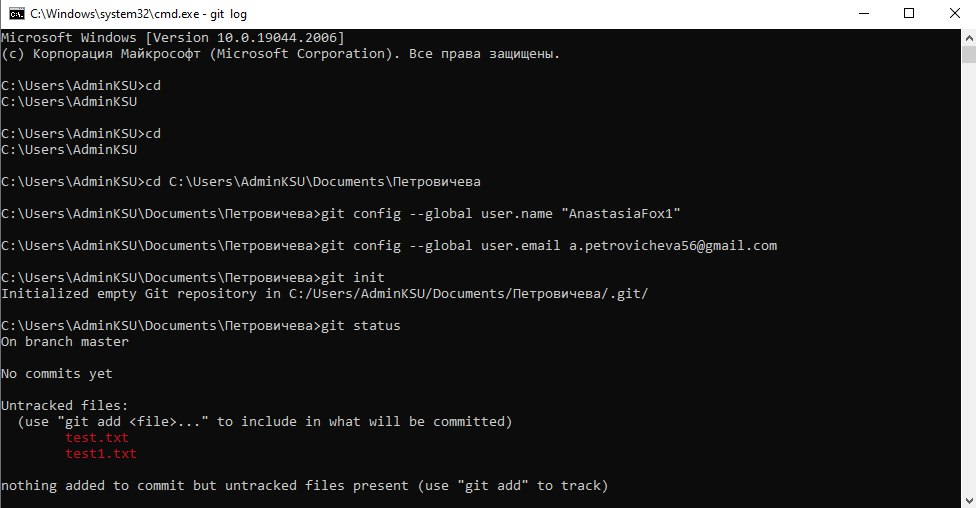 C:\Windows\system32\cmd.exe - git log
Microsoft Windows [Version 10.0.19044.2006]
(c) Корпорация Майкрософт (Microsoft Corporation). Все права защищены.
C:\Users\AdminKSU>cd
C:\Users\AdminKSU
C:\Users\AdminKSU>cd
C:\Users\AdminKSU
C:\Users\AdminKSU>cd C:\Users\AdminKSU\Documents\Петровичева
C:\Users\AdminKSU\Documents\Петровичева>git config --global user.name "AnastasiaFox1"
C:\Users\AdminKSU\Documents\Петровичева>git config --global user.email a.petrovicheva56@gmail.com
C:\Users\AdminKSU\Documents\Петровичева>git init
Initialized empty Git repository in C:/Users/AdminKSU/Documents/Петровичева/.git/
C:\Users\AdminKSU\Documents\Петровичева>git status
On branch master
No commits yet
Untracked files:
  (use "git add <file>..." to include in what will be committed)
        test.txt
        test1.txt
nothing added to commit but untracked files present (use "git add" to track)